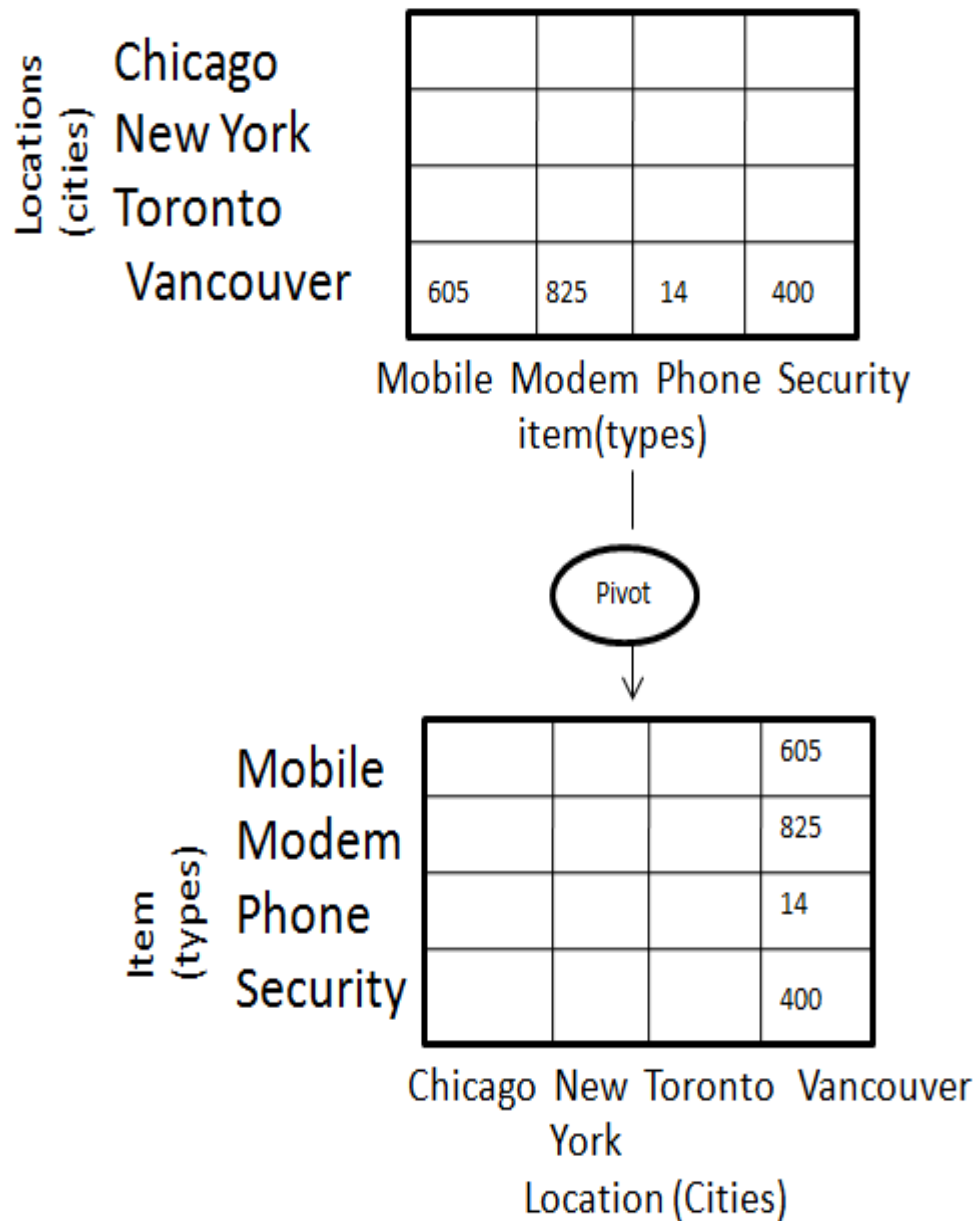 Locations
(cities)
Chicago
New York
Toronto
Vancouver
605 825 14 400
Mobile Modem Phone Security
item(types)
Pivot
Item
(types)
Mobile
605
Modem
825
Phone
14
Security
400
Chicago New Toronto Vancouver
York
Location (Cities)